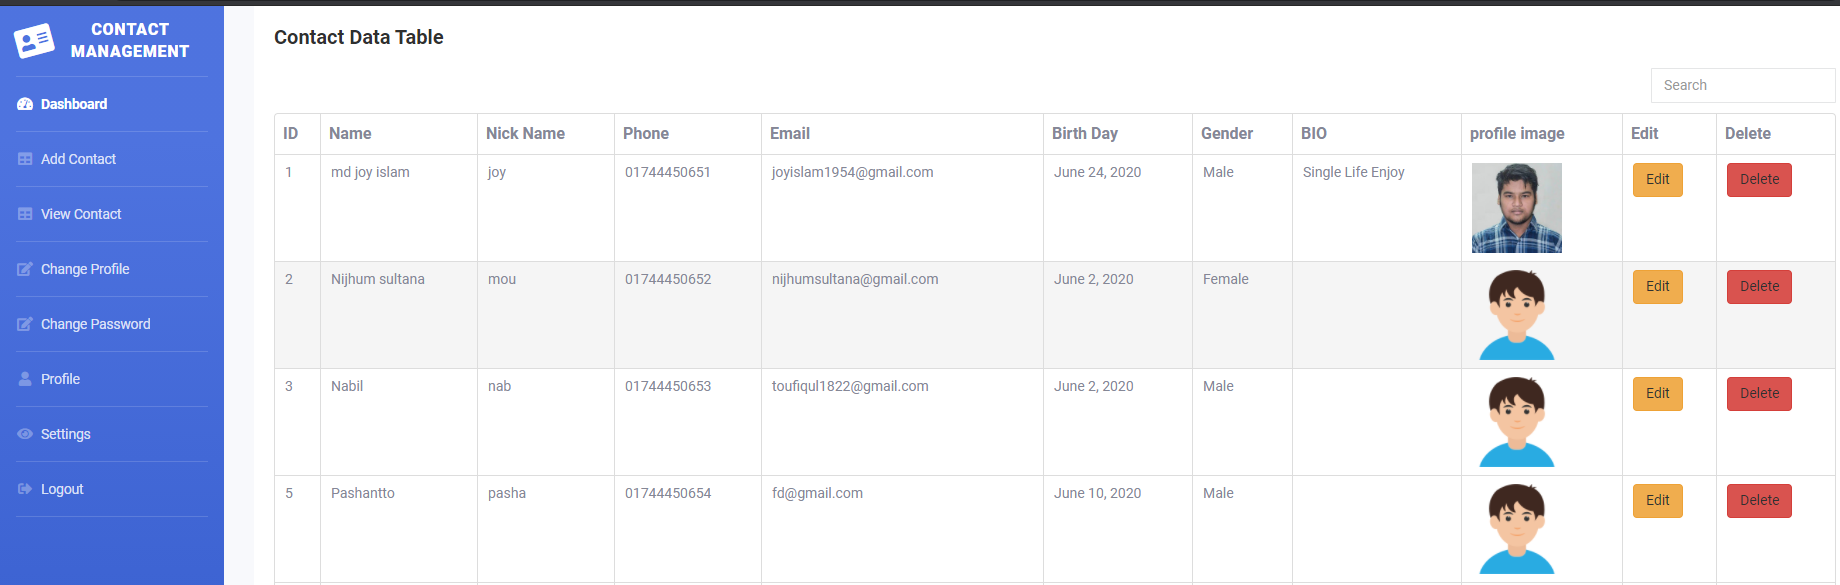 CONTACT
MANAGEMENT
Dashboard
Add Contact
View Contact
Change Profile
Change Password
Profile
Settings
Logout
Contact Data Table
Search
ID Name Nick Name Phone Email Birth Day Gender BIO profile image Edit Delete
1 md joy islam joy 01744450651 joyislam1954@gmail.com June 24, 2020 Male Single Life Enjoy Edit Delete
2 Nijhum sultana mou 01744450652 nijhumsultana@gmail.com June 2, 2020 Female Edit Delete
3 Nabil nab 01744450653 toufiqul1822@gmail.com June 2, 2020 Male Edit Delete
5 Pashantto pasha 01744450654 fd@gmail.com June 10, 2020 Male Edit Delete